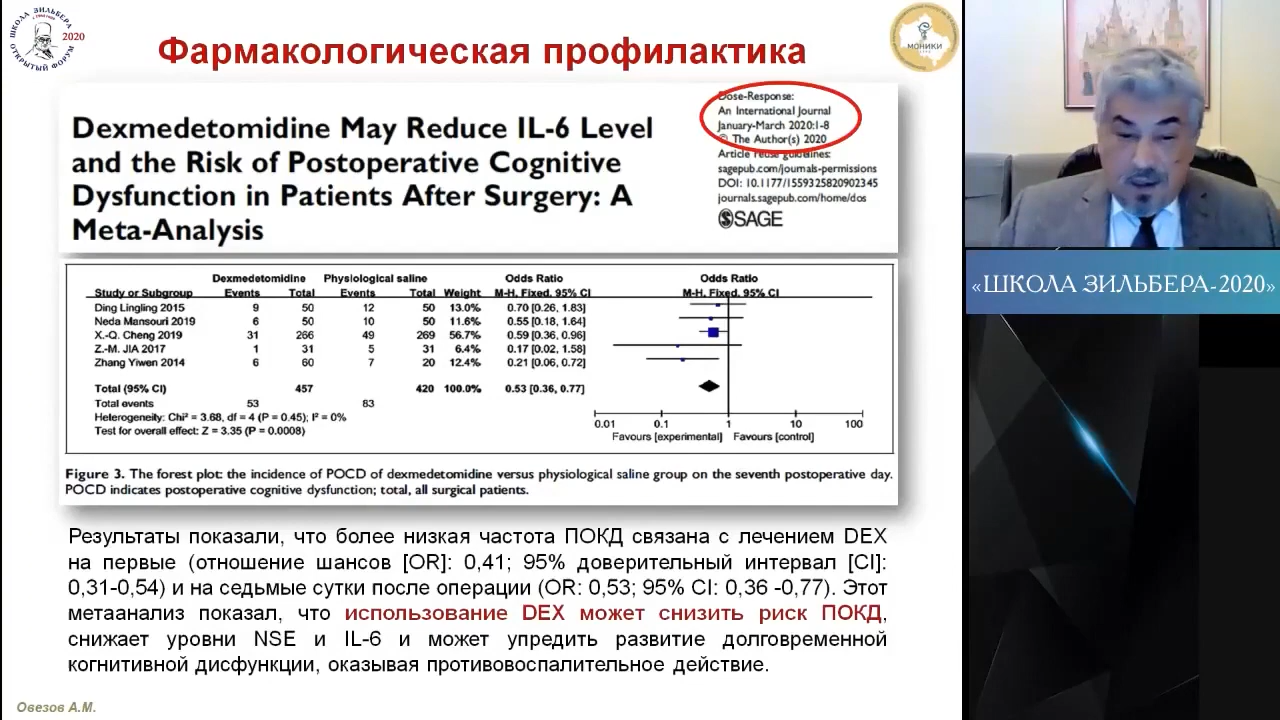 ШКОЛА ЗИЛЬБЕРА
ОТКРЫТЫЙ ФОРУМ
2020
Фармакологическая профилактика
МОНИКИ
Dexmedetomidine May Reduce IL-6 Level
and the Risk of Postoperative Cognitive
Dysfunction in Patients After Surgery: A
Meta-Analysis
Dose-Response:
An International Journal
January-March 2020:1-8
© The Author(s) 2020
Article reuse guidelines:
sagepub.com/journals-permissions
DOI: 10.1177/1559325820902345
journals.sagepub.com/home/dos
SAGE
Dexmedetomidine Physiological saline Odds Ratio Odds Ratio
Study or Subgroup Events Total Events Total Weight M-H, Fixed, 95% CI M-H, Fixed, 95% CI
Ding Lingling 2015 9 50 12 50 13.0% 0.70 [0.26, 1.83]
Neda Mansouri 2019 6 50 10 50 11.6% 0.55 [0.18, 1.64]
X.-Q. Cheng 2019 31 266 49 269 56.7% 0.59 [0.36, 0.96]
Z.-M. JIA 2017 1 31 5 31 6.4% 0.17 [0.02, 1.56]
Zhang Yiwen 2014 6 60 7 20 12.4% 0.21 [0.06, 0.72]
Total (95% CI) 457 420 100.0% 0.53 [0.36, 0.77]
Total events 53 83
Heterogeneity: Chi² = 3.68, df = 4 (P = 0.45); I² = 0%
Test for overall effect: Z = 3.35 (P = 0.0008)
0.01 0.1 1 10 100
Favours [experimental] Favours [control]
Figure 3. The forest plot: the incidence of POCD of dexmedetomidine versus physiological saline group on the seventh postoperative day.
POCD indicates postoperative cognitive dysfunction; total, all surgical patients.
Результаты показали, что более низкая частота ПОКД связана с лечением DEX
на первые (отношение шансов [OR]: 0,41; 95% доверительный интервал [CI]:
0,31-0,54) и на седьмые сутки после операции (OR: 0,53; 95% CI: 0,36 -0,77). Этот
метаанализ показал, что использование DEX может снизить риск ПОКД,
снижает уровни NSE и IL-6 и может упредить развитие долговременной
когнитивной дисфункции, оказывая противовоспалительное действие.
Овезов А.М.
«ШКОЛА ЗИЛЬБЕРА-2020»